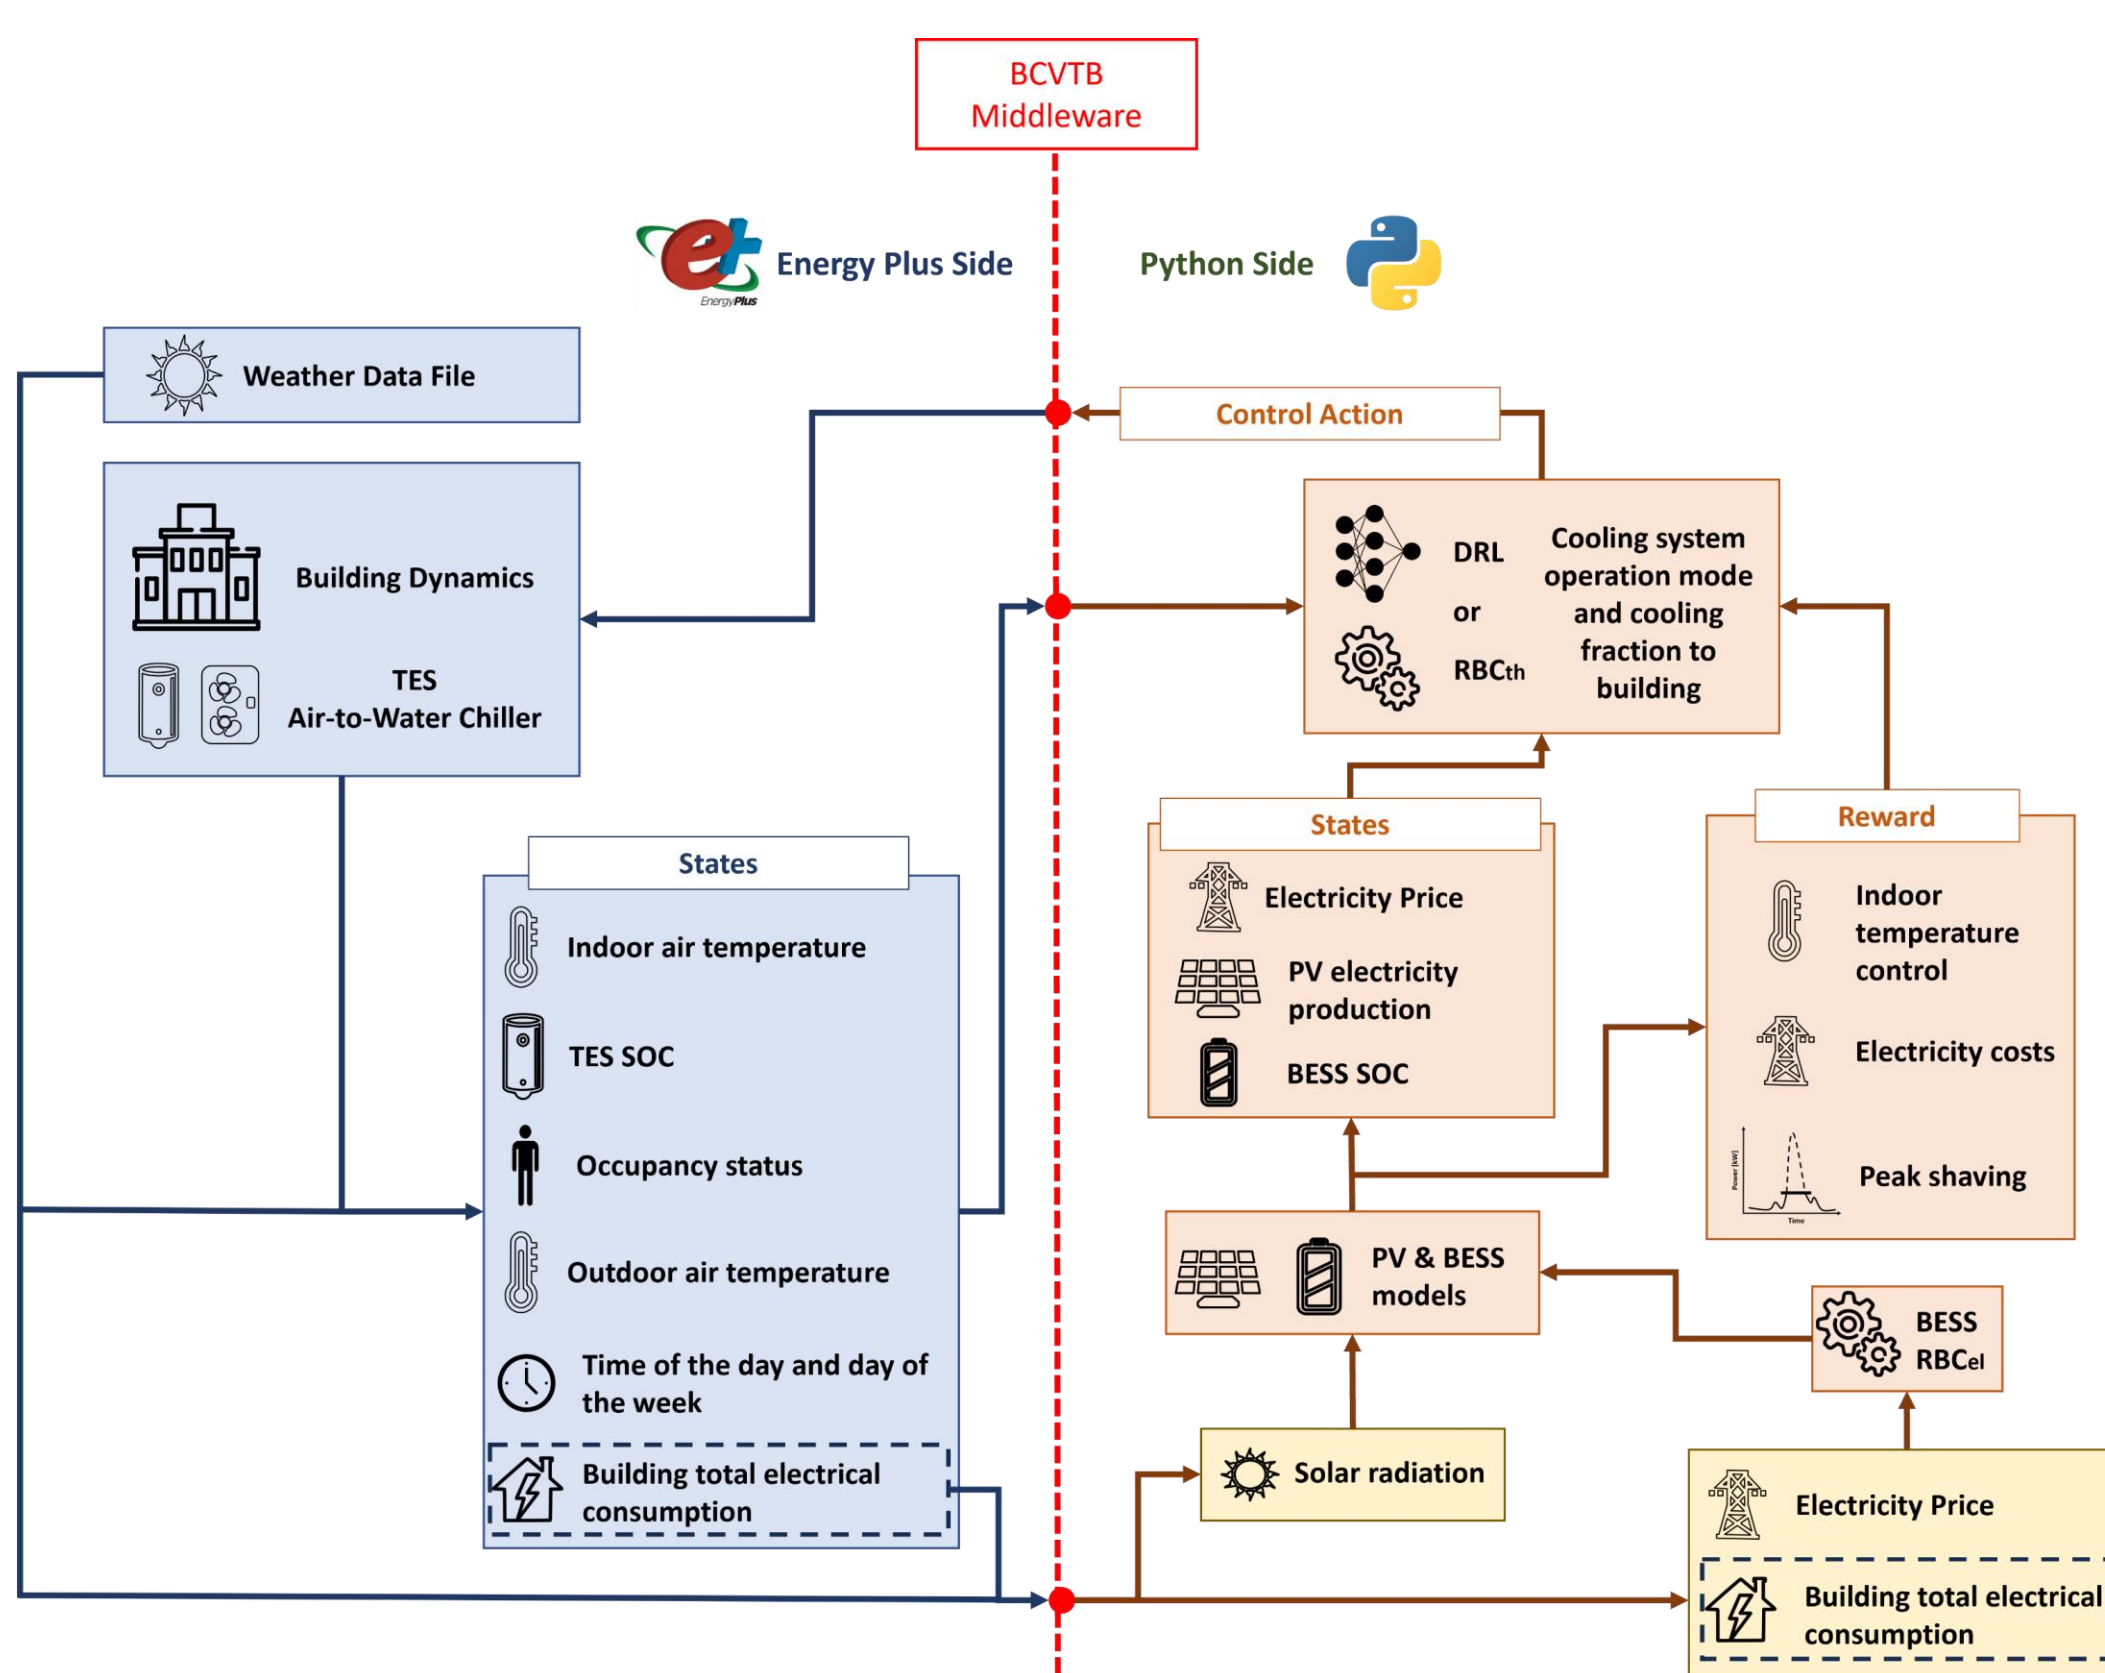 BCVTB
Middleware
EnergyPlus
Energy Plus Side
Python Side
Weather Data File
Control Action
Building Dynamics
TES
Air-to-Water Chiller
DRL
or
RBCth
Cooling system
operation mode
and cooling
fraction to
building
States
Indoor air temperature
TES SOC
Occupancy status
Outdoor air temperature
Time of the day and day of
the week
Building total electrical
consumption
States
Electricity Price
PV electricity
production
BESS SOC
Reward
Indoor
temperature
control
Electricity costs
Power [kW]
Time
Peak shaving
PV & BESS
models
BESS
RBCel
Solar radiation
Electricity Price
Building total electrical
consumption